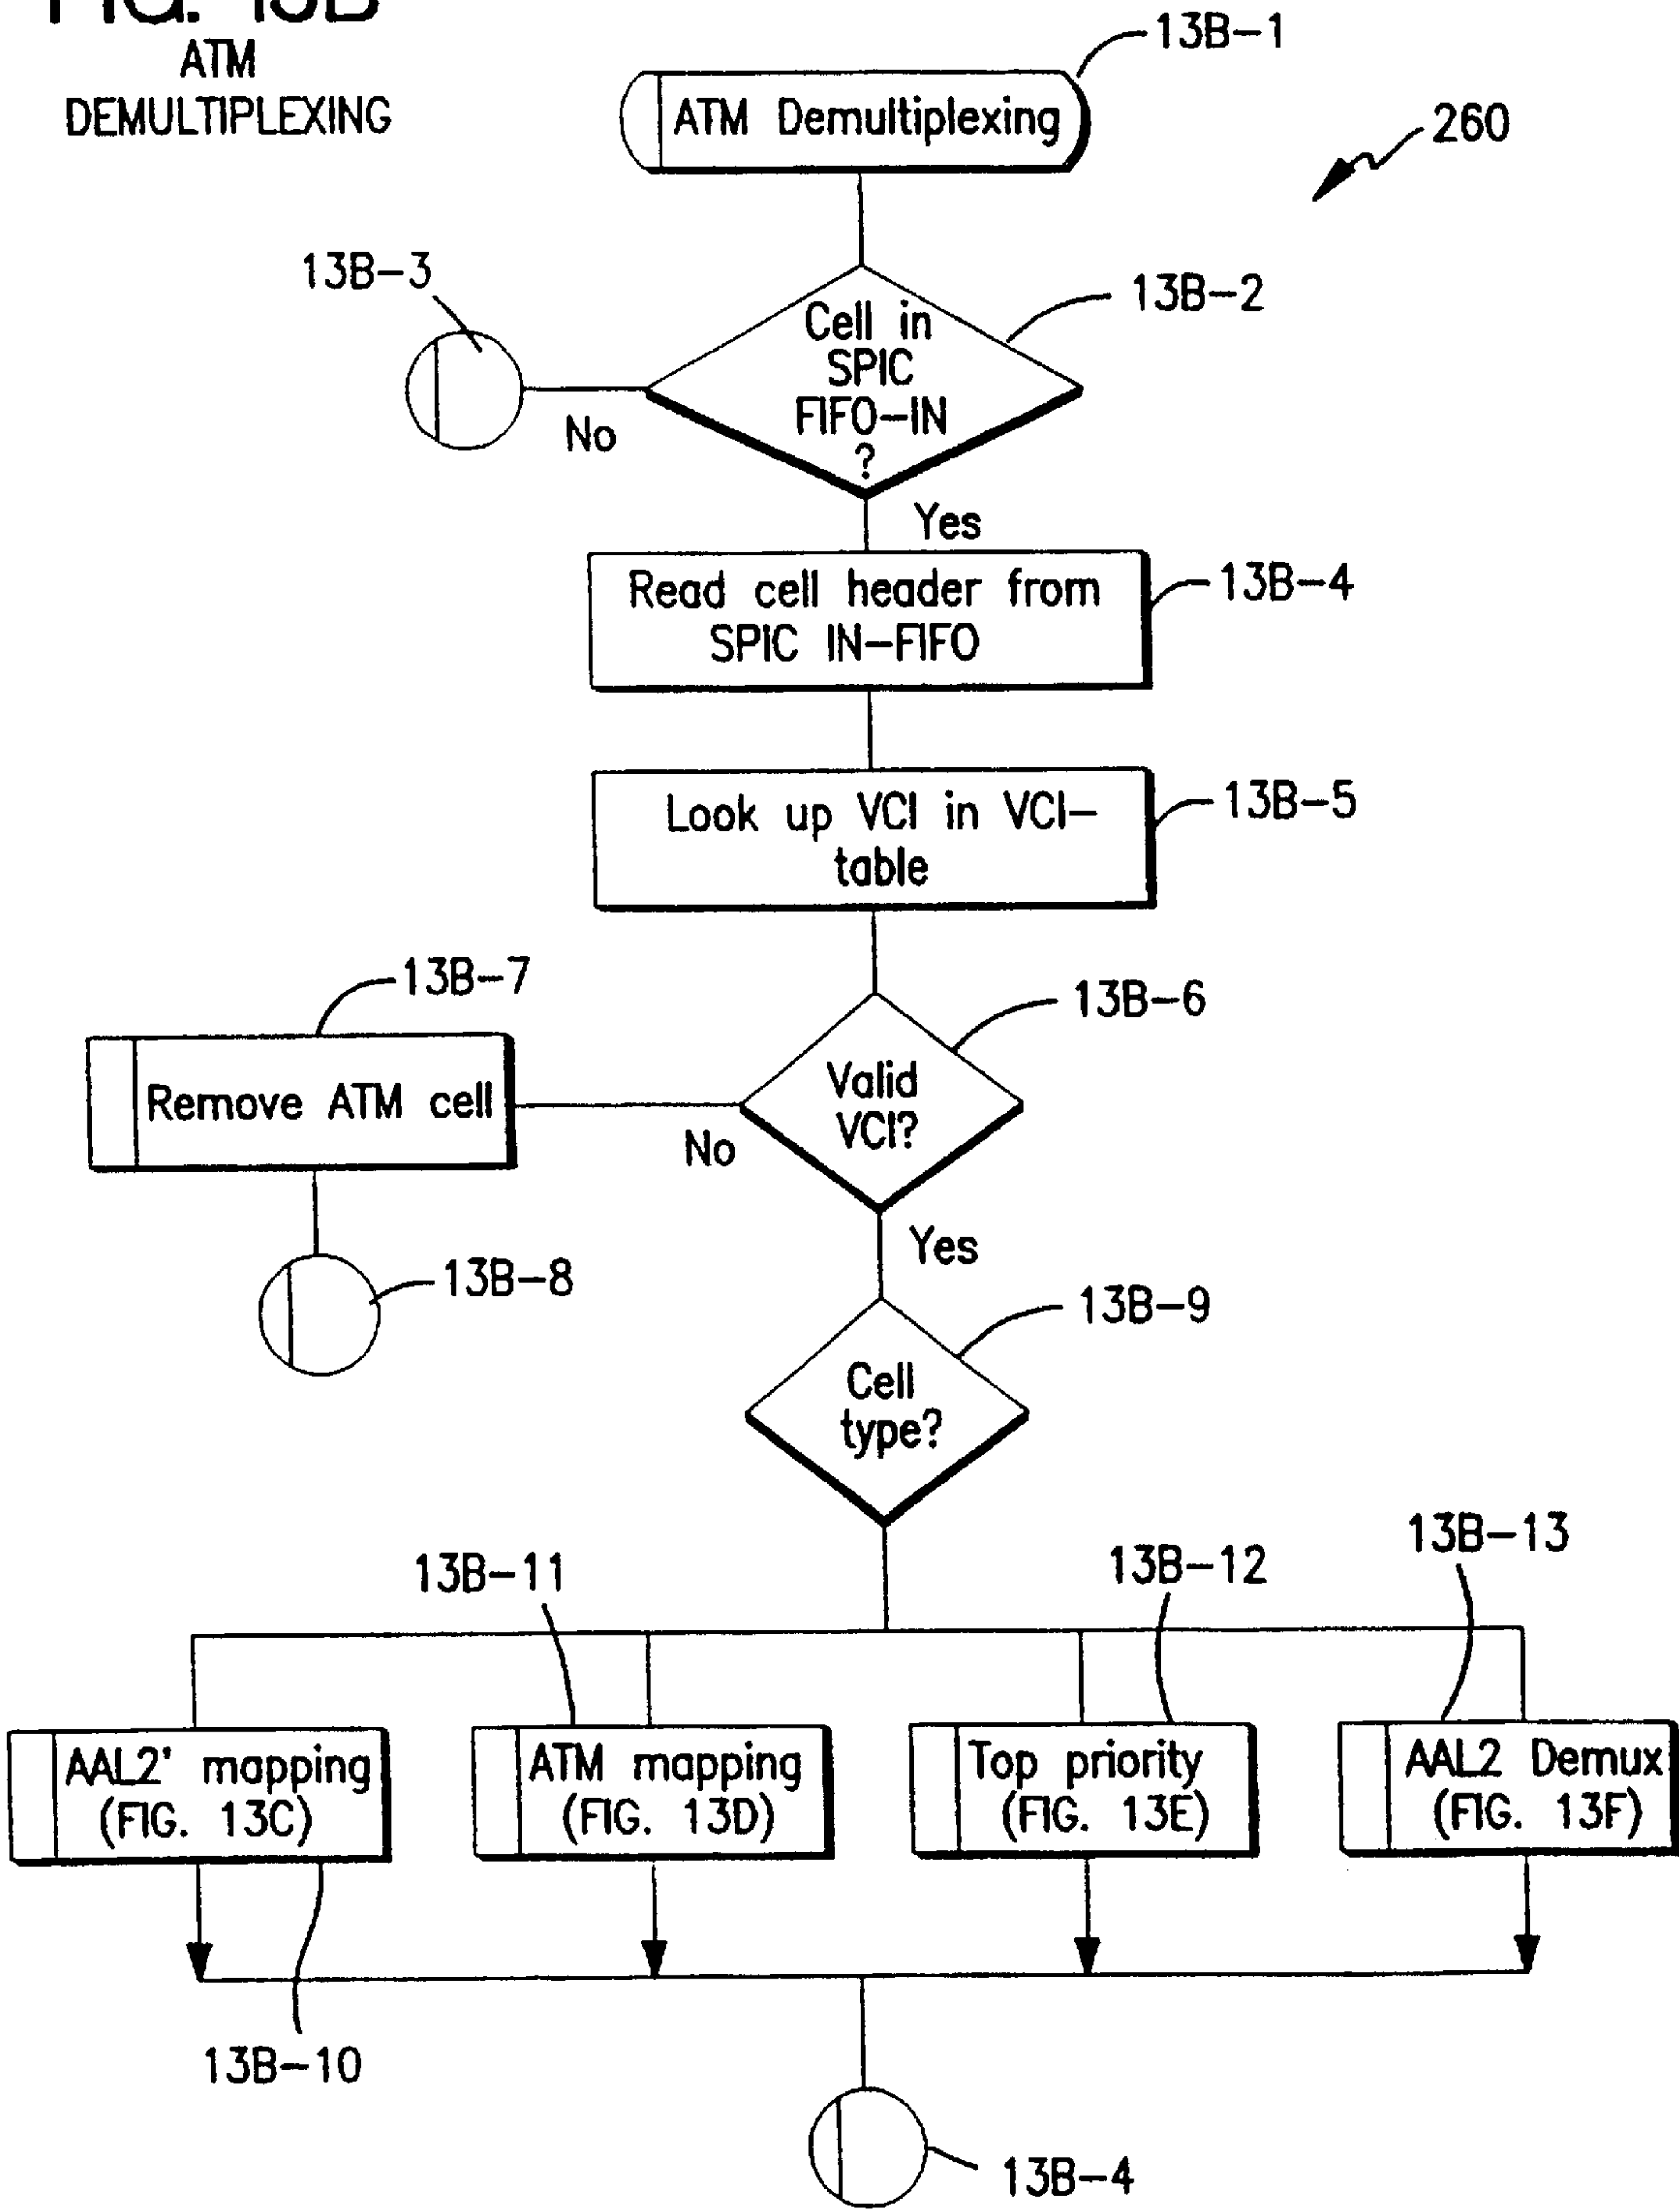 FIG. 13B
ATM
DEMULTIPLEXING
13B-1
ATM Demultiplexing
260
13B-3
13B-2
Cell in
SPIC
FIFO-IN
?
No
Yes
Read cell header from
SPIC IN-FIFO
13B-4
Look up VCI in VCI-
table
13B-5
13B-7
13B-6
Remove ATM cell
Valid
VCI?
No
Yes
13B-8
13B-9
Cell
type?
13B-11
13B-12
13B-13
AAL2' mapping
(FIG. 13C)
ATM mapping
(FIG. 13D)
Top priority
(FIG. 13E)
AAL2 Demux
(FIG. 13F)
13B-10
13B-4